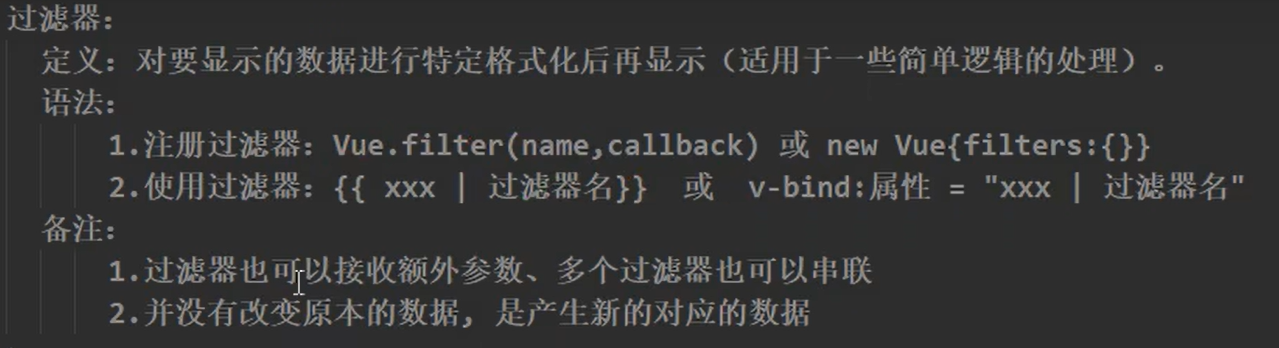 过滤器：
定义：对要显示的数据进行特定格式化后再显示（适用于一些简单逻辑的处理）。
语法：
1.注册过滤器：Vue.filter(name,callback) 或 new Vue{filters:{}}
2.使用过滤器：{{ xxx | 过滤器名}} 或 v-bind:属性 = "xxx | 过滤器名"
备注：
1.过滤器也可以接收额外参数、多个过滤器也可以串联
2.并没有改变原本的数据, 是产生新的对应的数据